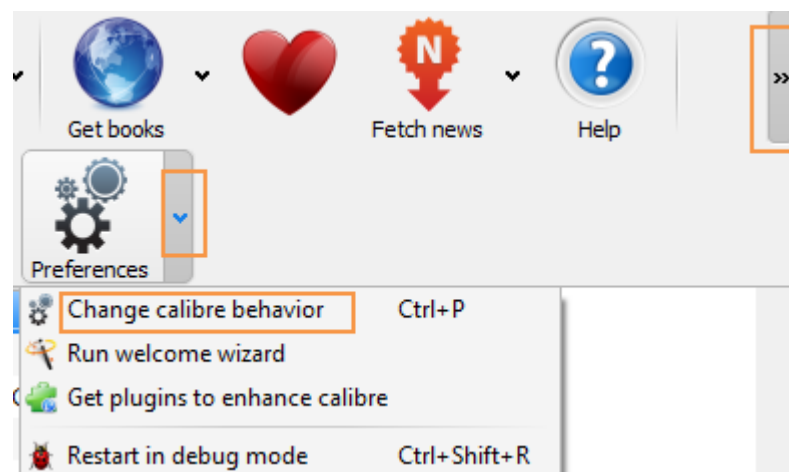 N
?
»
Get books
Fetch news
Help
Preferences
Change calibre behavior Ctrl+P
Run welcome wizard
Get plugins to enhance calibre
Restart in debug mode Ctrl+Shift+R